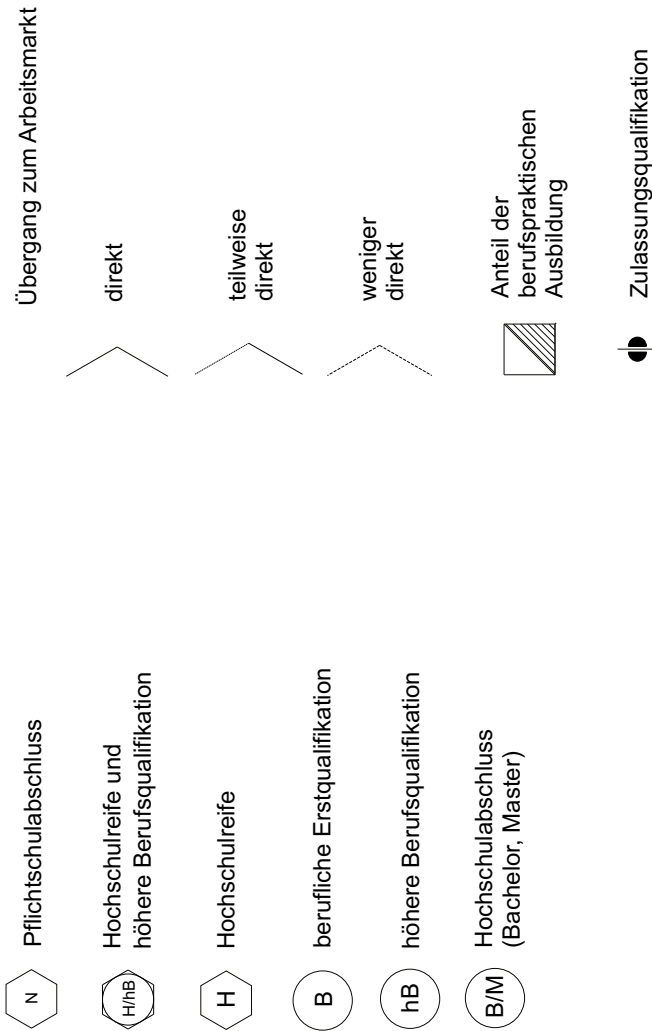 N
Pflichtschulabschluss
H/hB
Hochschulreife und
höhere Berufsqualifikation
H
Hochschulreife
B
berufliche Erstqualifikation
hB
höhere Berufsqualifikation
B/M
Hochschulabschluss
(Bachelor, Master)
Übergang zum Arbeitsmarkt
direkt
teilweise
direkt
weniger
direkt
Anteil der
berufspraktischen
Ausbildung
Zulassungsqualifikation